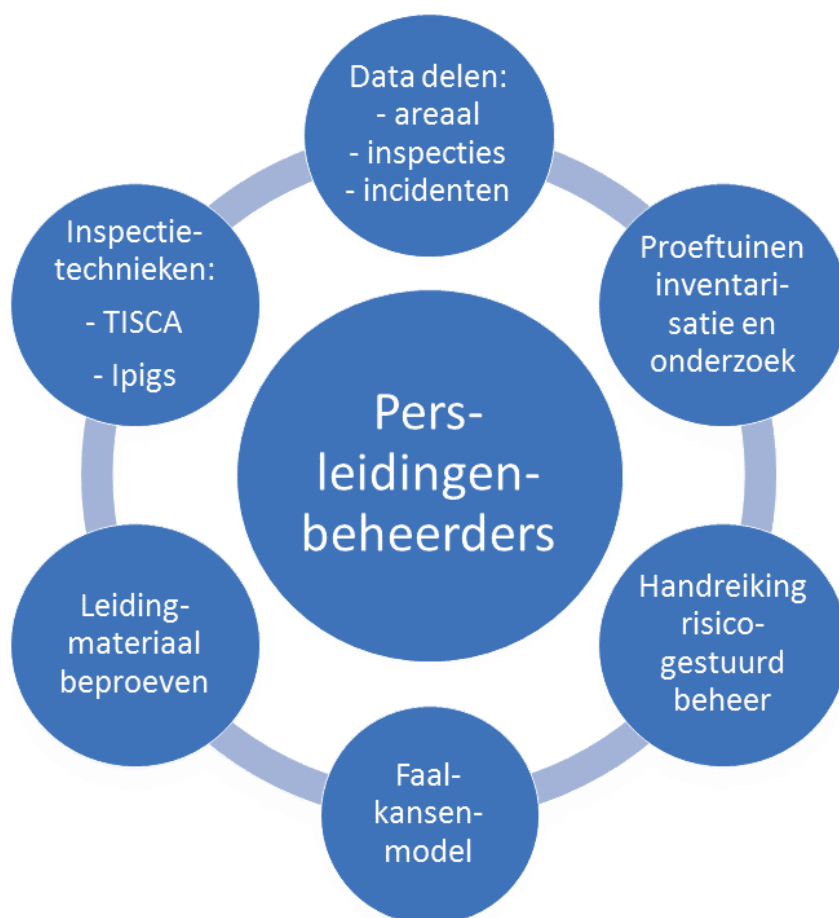 Data delen:
- areaal
- inspecties
- incidenten
Proeftuinen
inventari-
satie en
onderzoek
Handreiking
risico-
gestuurd
beheer
Faal-
kansen-
model
Leiding-
materiaal
beproeven
Inspectie-
technieken:
- TISCA
- Ipigs
Pers-
leidingen-
beheerders